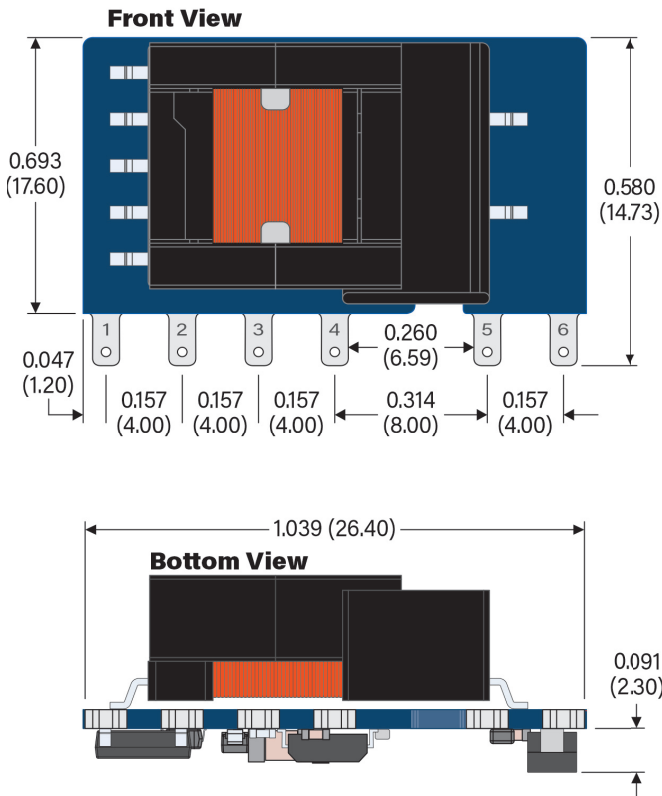 Front View
0.693
(17.60)
0.580
(14.73)
1 2 3 4 5 6
0.260
(6.59)
0.047
(1.20)
0.157 0.157 0.157 0.314 0.157
(4.00) (4.00) (4.00) (8.00) (4.00)
1.039 (26.40)
Bottom View
0.091
(2.30)